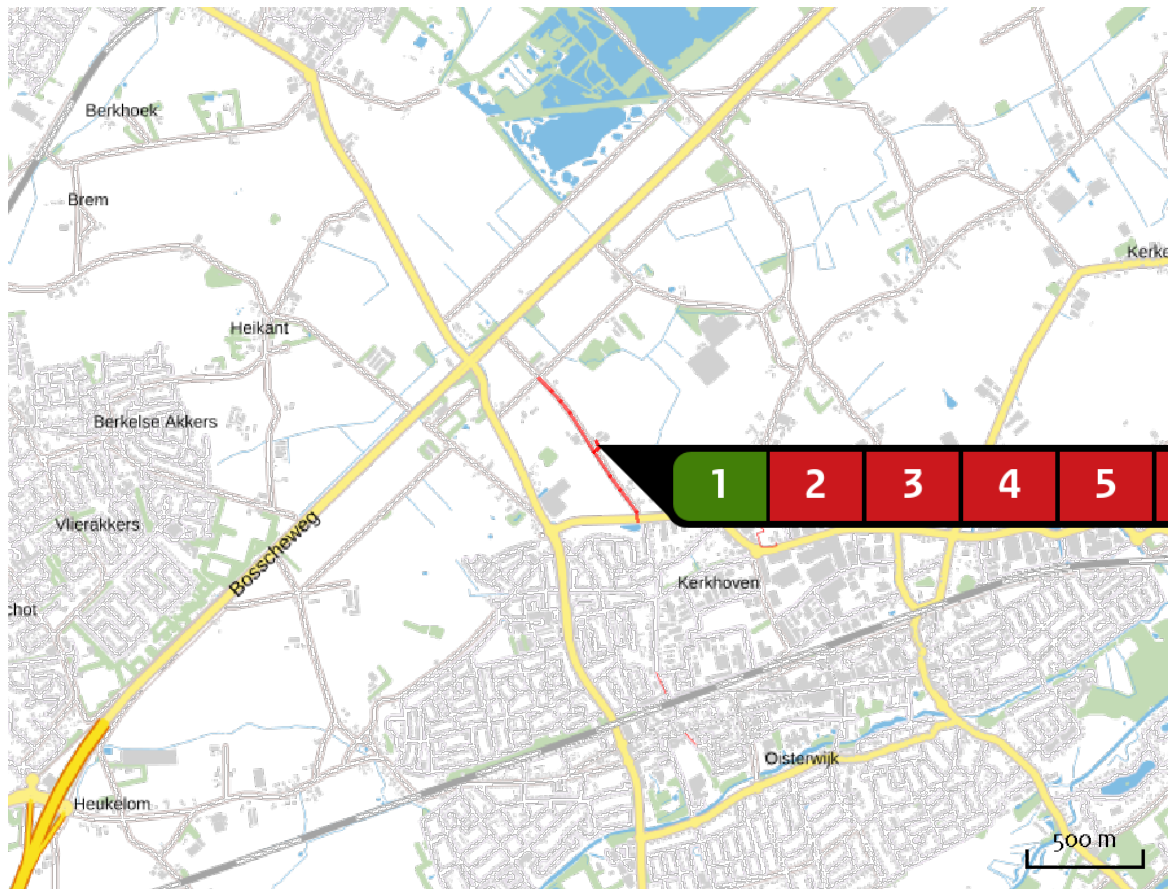 Berkhoek
Brem
Kerke
Heikant
Berkelse Akkers
1 2 3 4 5
Vlierakkers
Bosscheweg
Kerkhoven
chot
Oisterwijk
Heukelom
500 m